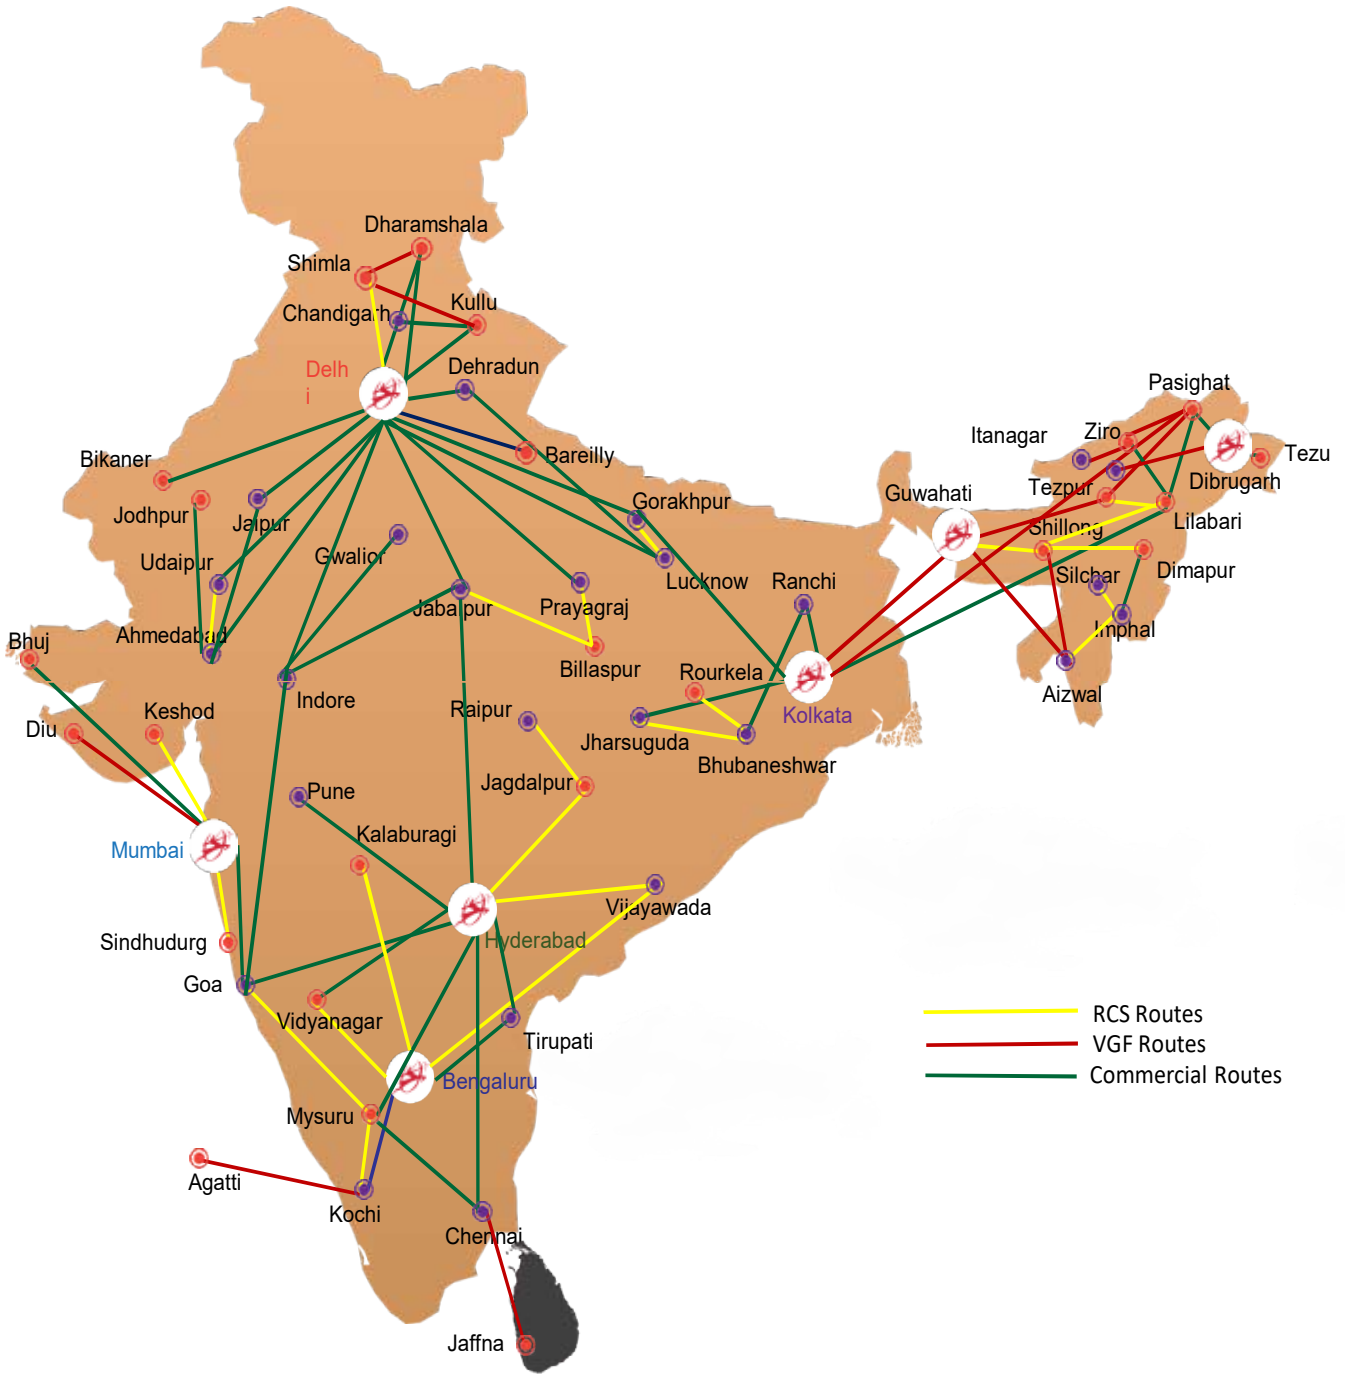 Dharamshala
Shimla
Chandigarh
Kullu
Delh
i
Dehradun
Pasighat
Itanagar
Ziro
Bikaner
Bareilly
Tezu
Jodhpur
Jaipur
Gorakhpur
Guwahati
Tezpur
Dibrugarh
Lilabari
Shillong
Udaipur
Gwalior
Lucknow
Ranchi
Silchar
Dimapur
Jabalpur
Prayagraj
Ahmedabad
Bhuj
Imphal
Billaspur
Rourkela
Aizwal
Indore
Keshod
Raipur
Kolkata
Diu
Jharsuguda
Bhubaneshwar
Jagdalpur
Pune
Kalaburagi
Mumbai
Vijayawada
Sindhudurg
Hyderabad
Goa
Vidyanagar
Tirupati
RCS Routes
VGF Routes
Commercial Routes
Bengaluru
Mysuru
Agatti
Kochi
Chennai
Jaffna